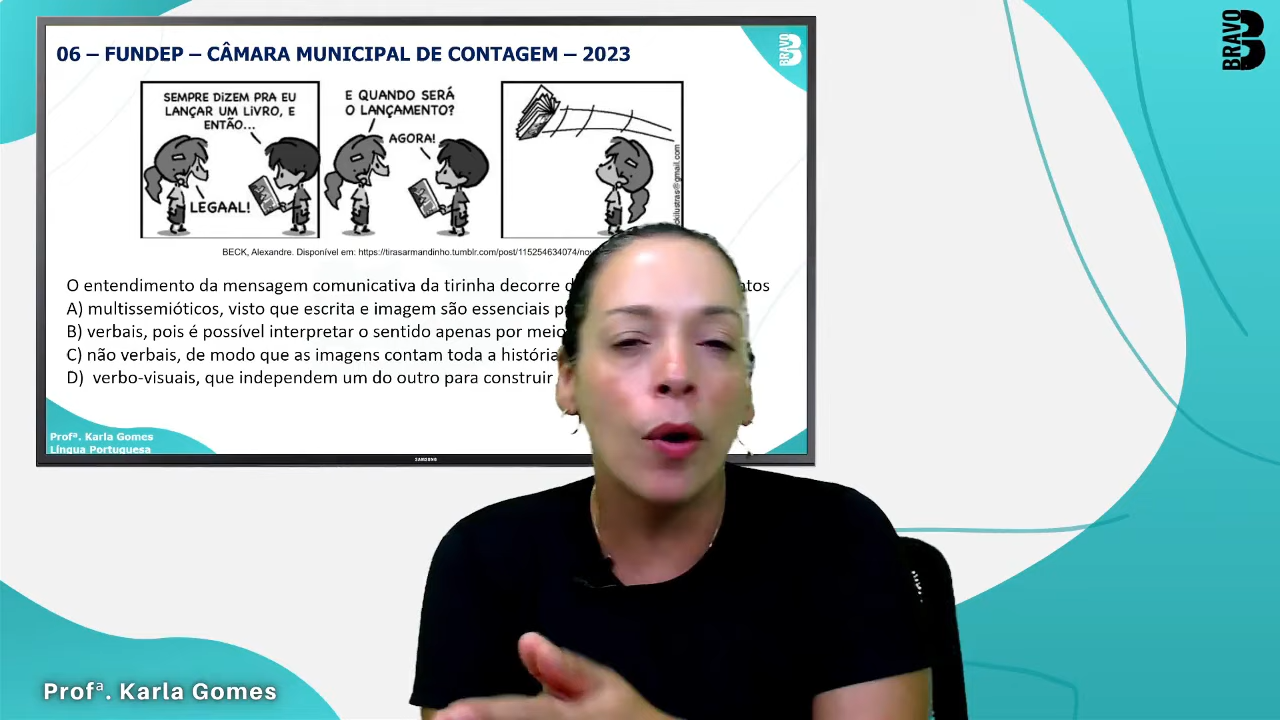 06 – FUNDEP – CÂMARA MUNICIPAL DE CONTAGEM – 2023
BRAVO
BRAVO
SEMPRE DIZEM PRA EU
LANÇAR UM LIVRO, E
ENTÃO...
LEGAAL!
E QUANDO SERÁ
O LANÇAMENTO?
AGORA!
BECK, Alexandre. Disponível em: https://tirasarmandinho.tumblr.com/post/115254634074/
O entendimento da mensagem comunicativa da tirinha decorre
A) multissemióticos, visto que escrita e imagem são essenciais
B) verbais, pois é possível interpretar o sentido apenas por meio
C) não verbais, de modo que as imagens contam toda a história
D) verbo-visuais, que independem um do outro para construir
Profª. Karla Gomes
Língua Portuguesa
SAMSUNG
Profª. Karla Gomes